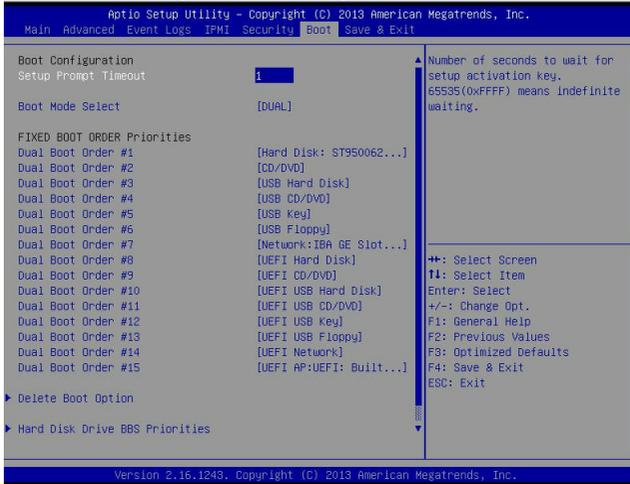 Aptio Setup Utility – Copyright (C) 2013 American Megatrends, Inc.
Main Advanced Event Logs IPMI Security Boot Save & Exit
Boot Configuration
Setup Prompt Timeout 1
Boot Mode Select [DUAL]
FIXED BOOT ORDER Priorities
Dual Boot Order #1 [Hard Disk: ST950062...]
Dual Boot Order #2 [CD/DVD]
Dual Boot Order #3 [USB Hard Disk]
Dual Boot Order #4 [USB CD/DVD]
Dual Boot Order #5 [USB Key]
Dual Boot Order #6 [USB Floppy]
Dual Boot Order #7 [Network:IBA GE Slot...]
Dual Boot Order #8 [UEFI Hard Disk]
Dual Boot Order #9 [UEFI CD/DVD]
Dual Boot Order #10 [UEFI USB Hard Disk]
Dual Boot Order #11 [UEFI USB CD/DVD]
Dual Boot Order #12 [UEFI USB Key]
Dual Boot Order #13 [UEFI USB Floppy]
Dual Boot Order #14 [UEFI Network]
Dual Boot Order #15 [UEFI AP:UEFI: Built...]
Delete Boot Option
Hard Disk Drive BBS Priorities
Number of seconds to wait for
setup activation key.
65535(0xFFFF) means indefinite
waiting.
→←: Select Screen
↑↓: Select Item
Enter: Select
+/-: Change Opt.
F1: General Help
F2: Previous Values
F3: Optimized Defaults
F4: Save & Exit
ESC: Exit
Version 2.16.1243. Copyright (C) 2013 American Megatrends, Inc.